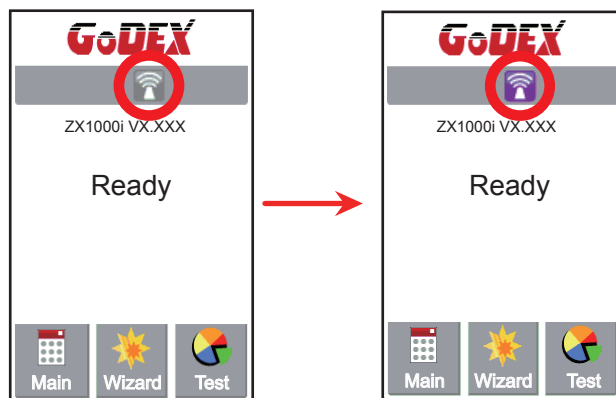 GoDEX
ZX1000i VX.XXX
Ready
Main Wizard Test
GoDEX
ZX1000i VX.XXX
Ready
Main Wizard Test